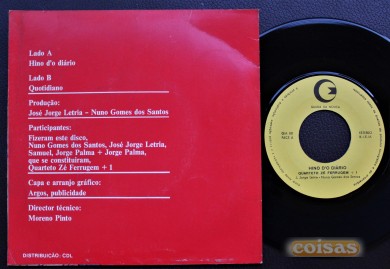 Lado A
Hino d'o diário
Lado B
Quotidiano
Produção:
José Jorge Letria – Nuno Gomes dos Santos
Participantes:
Fizeram este disco,
Nuno Gomes dos Santos, José Jorge Letria,
Samuel, Jorge Palma + Jorge Palma,
que se constituíram,
Quarteto Zé Ferrugem + 1
Capa e arranjo gráfico:
Argos, publicidade
Director técnico:
Moreno Pinto
DISTRIBUIÇÃO CDL
HINO D'O DIÁRIO
QUARTETO ZÉ FERRUGEM + 1
coisas